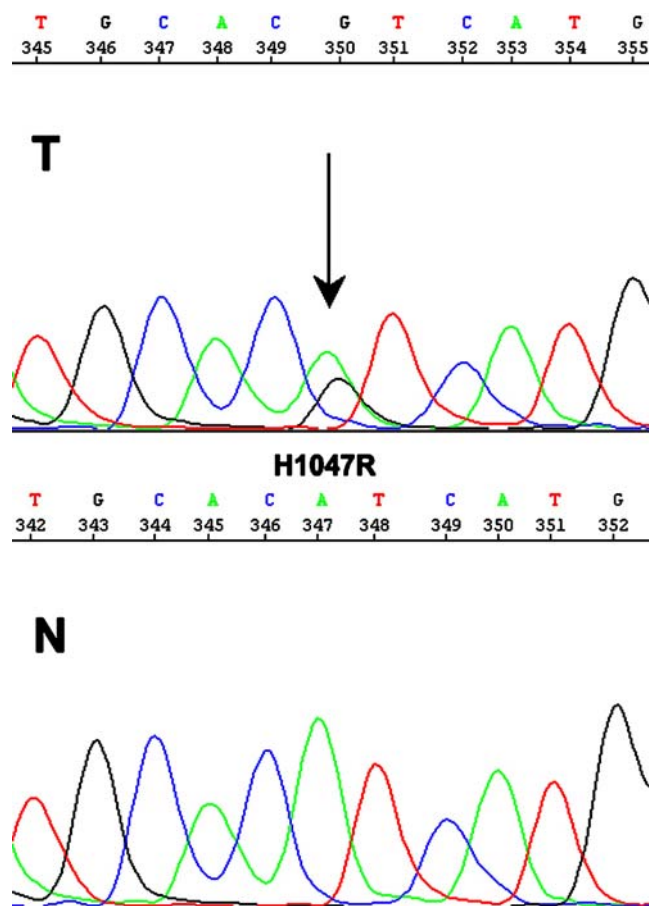 T G C A C G T C A T G
345 346 347 348 349 350 351 352 353 354 355
T
H1047R
T G C A C A T C A T G
342 343 344 345 346 347 348 349 350 351 352
N